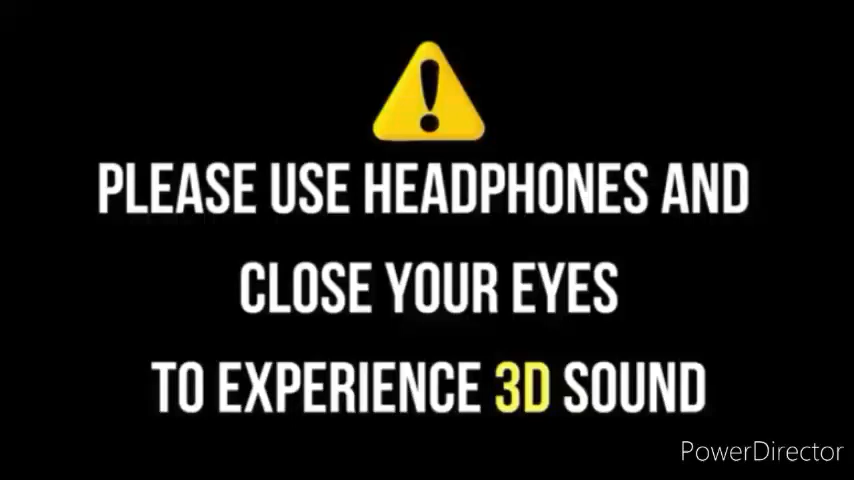 PLEASE USE HEADPHONES AND
CLOSE YOUR EYES
TO EXPERIENCE 3D SOUND
PowerDirector